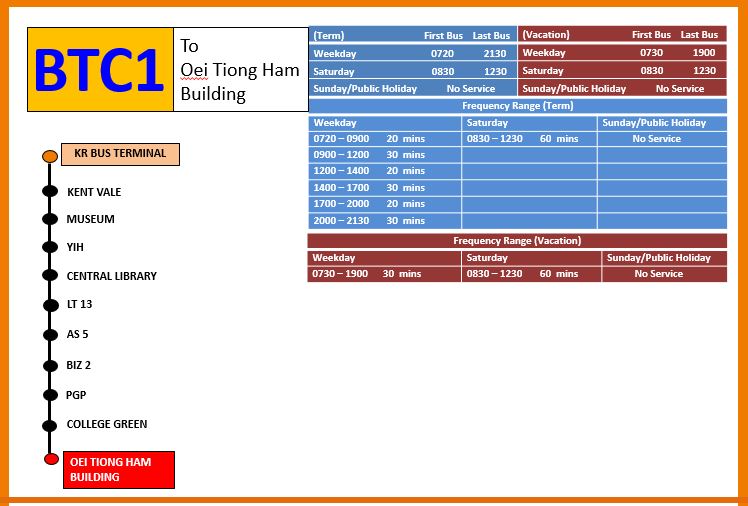 BTC1
To
Oei Tiong Ham
Building
(Term) First Bus Last Bus
Weekday 0720 2130
Saturday 0830 1230
Sunday/Public Holiday No Service
(Vacation) First Bus Last Bus
Weekday 0730 1900
Saturday 0830 1230
Sunday/Public Holiday No Service
Frequency Range (Term)
Weekday Saturday Sunday/Public Holiday
0720 – 0900 20 mins 0830 – 1230 60 mins No Service
0900 – 1200 30 mins
1200 – 1400 20 mins
1400 – 1700 30 mins
1700 – 2000 20 mins
2000 – 2130 30 mins
Frequency Range (Vacation)
Weekday Saturday Sunday/Public Holiday
0730 – 1900 30 mins 0830 – 1230 60 mins No Service
KR BUS TERMINAL
KENT VALE
MUSEUM
YIH
CENTRAL LIBRARY
LT 13
AS 5
BIZ 2
PGP
COLLEGE GREEN
OEI TIONG HAM
BUILDING